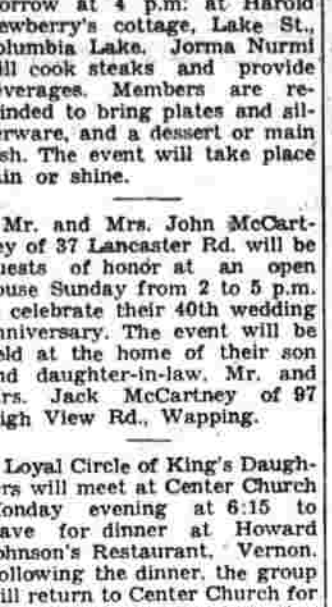 orrow at 4 p.m. at Harold
ewberry's cottage, Lake St.,
olumbia Lake. Jorma Nurmi
ill cook steaks and provide
everages. Members are re-
inded to bring plates and sil-
erware, and a dessert or main
sh. The event will take place
ain or shine.
Mr. and Mrs. John McCart-
ey of 37 Lancaster Rd. will be
uests of honor at an open
ouse Sunday from 2 to 5 p.m.
celebrate their 40th wedding
nniversary. The event will be
eld at the home of their son
nd daughter-in-law, Mr. and
rs. Jack McCartney of 97
igh View Rd., Wapping.
Loyal Circle of King's Daugh-
ers will meet at Center Church
onday evening at 6:15 to
ave for dinner at Howard
ohnson's Restaurant, Vernon.
ollowing the dinner, the group
ill return to Center Church for